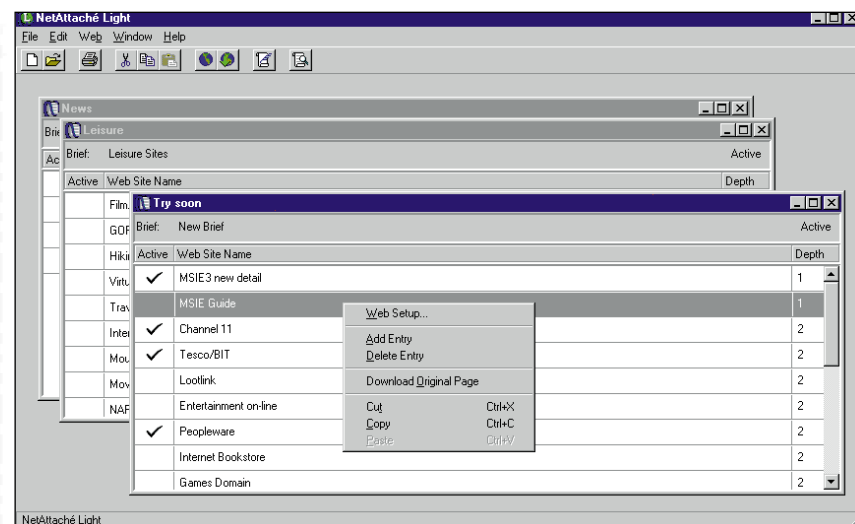 NetAttaché Light
File Edit Web Window Help
News
Brie
Ac
Leisure
Brief: Leisure Sites Active
Active Web Site Name Depth
Film.
GOR
Hikin
Virtu
Trav
Inter
Mou
Mov
NAF
Try soon
Brief: New Brief Active
Active Web Site Name Depth
MSIE3 new detail 1
MSIE Guide 1
Channel 11 2
Tesco/BIT 2
Lootlink 2
Entertainment on-line 2
Peopleware 2
Internet Bookstore 2
Games Domain 2
Web Setup...
Add Entry
Delete Entry
Download Original Page
Cut Ctrl+X
Copy Ctrl+C
Paste Ctrl+V
NetAttaché Light